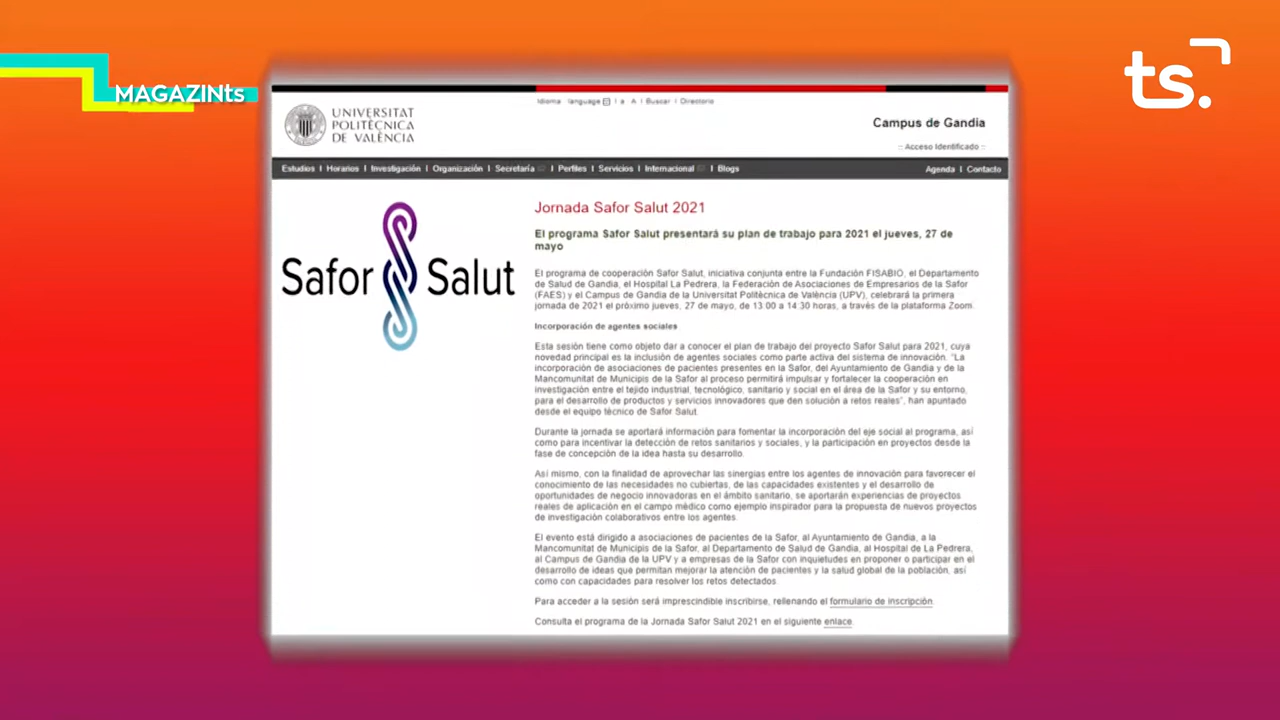 MAGAZINts
ts.
UNIVERSITAT
POLITÈCNICA
DE VALÈNCIA
Idioma · language | a A | Buscar | Directorio
Campus de Gandia
:: Acceso Identificado ::
Estudios | Horarios | Investigación | Organización | Secretaría | Perfiles | Servicios | Internacional | Blogs
Agenda | Contacto
Safor Salut
Jornada Safor Salut 2021
El programa Safor Salut presentará su plan de trabajo para 2021 el jueves, 27 de
mayo
El programa de cooperación Safor Salut, iniciativa conjunta entre la Fundación FISABIO, el Departamento
de Salud de Gandia, el Hospital La Pedrera, la Federación de Asociaciones de Empresarios de la Safor
(FAES) y el Campus de Gandia de la Universitat Politècnica de València (UPV), celebrará la primera
jornada de 2021 el próximo jueves, 27 de mayo, de 13:00 a 14:30 horas, a través de la plataforma Zoom.
Incorporación de agentes sociales
Esta sesión tiene como objeto dar a conocer el plan de trabajo del proyecto Safor Salut para 2021, cuya
novedad principal es la inclusión de agentes sociales como parte activa del sistema de innovación. “La
incorporación de asociaciones de pacientes presentes en la Safor, del Ayuntamiento de Gandia y de la
Mancomunitat de Municipis de la Safor al proceso permitirá impulsar y fortalecer la cooperación en
investigación entre el tejido industrial, tecnológico, sanitario y social en el área de la Safor y su entorno,
para el desarrollo de productos y servicios innovadores que den solución a retos reales”, han apuntado
desde el equipo técnico de Safor Salut.
Durante la jornada se aportará información para fomentar la incorporación del eje social al programa, así
como para incentivar la detección de retos sanitarios y sociales, y la participación en proyectos desde la
fase de concepción de la idea hasta su desarrollo.
Así mismo, con la finalidad de aprovechar las sinergias entre los agentes de innovación para favorecer el
conocimiento de las necesidades no cubiertas, de las capacidades existentes y el desarrollo de
oportunidades de negocio innovadoras en el ámbito sanitario, se aportarán experiencias de proyectos
reales de aplicación en el campo médico como ejemplo inspirador para la propuesta de nuevos proyectos
de investigación colaborativos entre los agentes.
El evento está dirigido a asociaciones de pacientes de la Safor, al Ayuntamiento de Gandia, a la
Mancomunitat de Municipis de la Safor, al Departamento de Salud de Gandia, al Hospital de La Pedrera,
al Campus de Gandia de la UPV y a empresas de la Safor con inquietudes en proponer o participar en el
desarrollo de ideas que permitan mejorar la atención de pacientes y la salud global de la población, así
como con capacidades para resolver los retos detectados.
Para acceder a la sesión será imprescindible inscribirse, rellenando el formulario de inscripción.
Consulta el programa de la Jornada Safor Salut 2021 en el siguiente enlace.